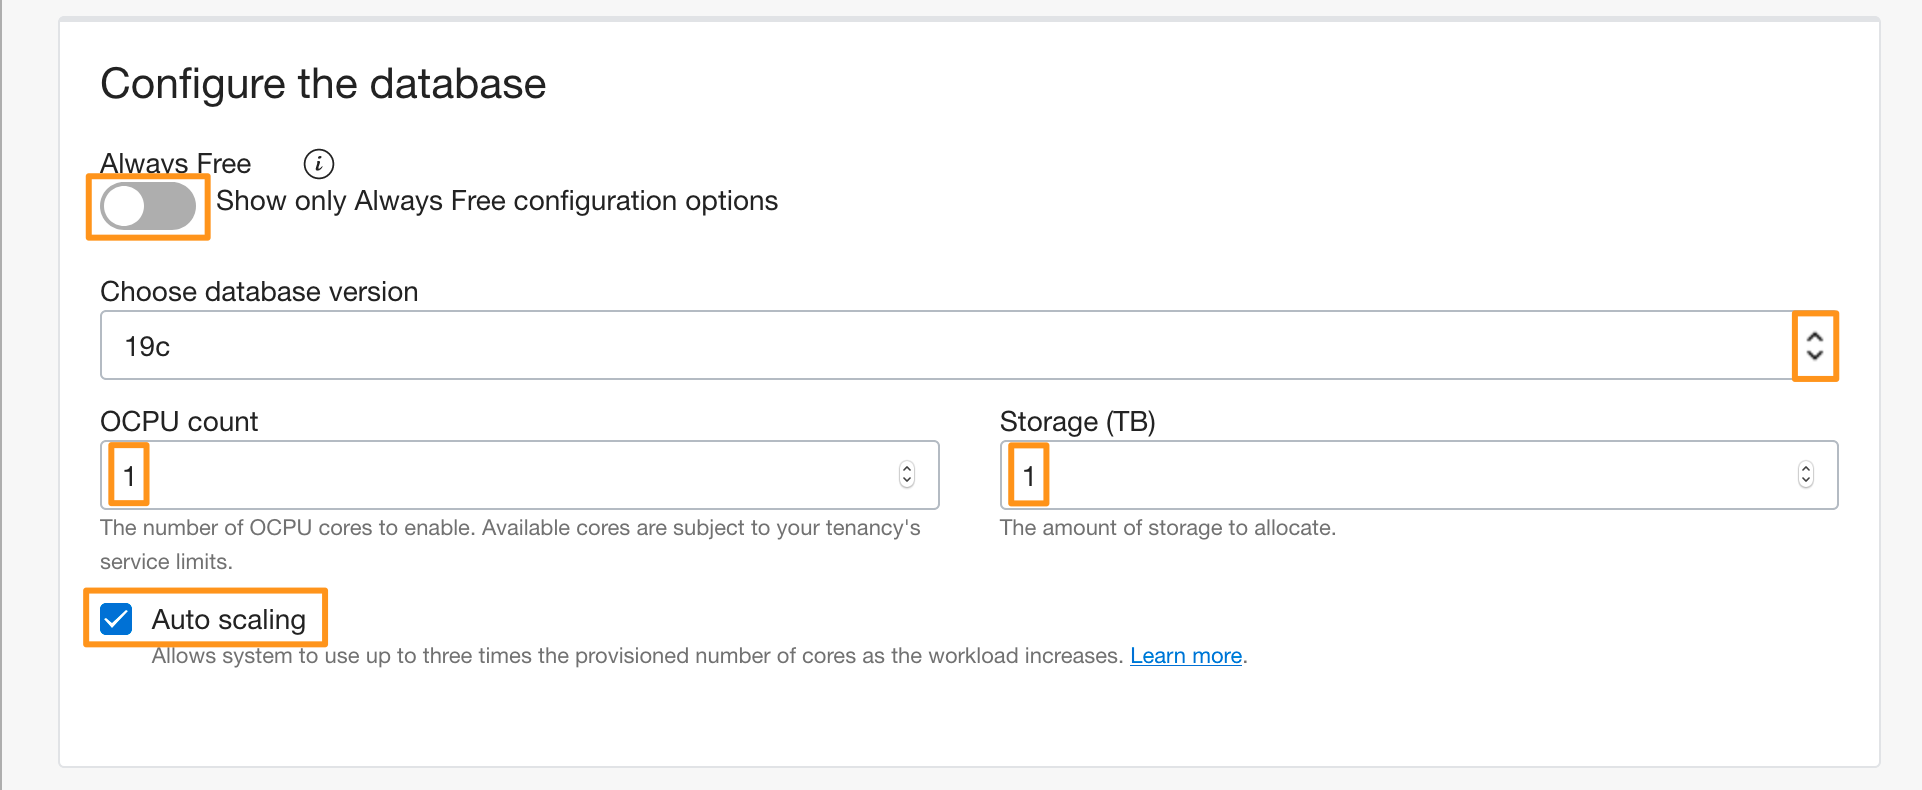 Configure the database
Always Free
Show only Always Free configuration options
Choose database version
19c
OCPU count
Storage (TB)
1
1
The number of OCPU cores to enable. Available cores are subject to your tenancy's
service limits.
The amount of storage to allocate.
Auto scaling
Allows system to use up to three times the provisioned number of cores as the workload increases. Learn more.